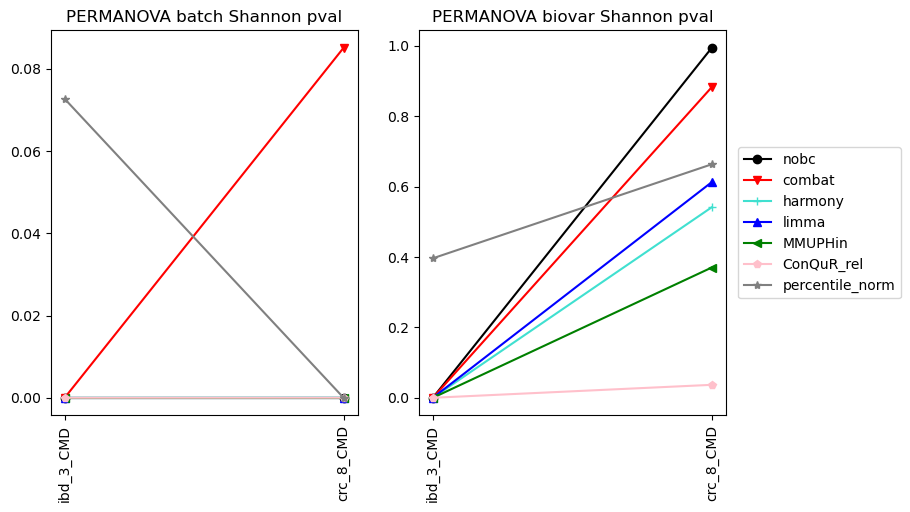 PERMANOVA batch Shannon pval
0.08
0.06
0.04
0.02
0.00
ibd_3_CMD
crc_8_CMD
PERMANOVA biovar Shannon pval
1.0
0.8
0.6
0.4
0.2
0.0
ibd_3_CMD
crc_8_CMD
nobc
combat
harmony
limma
MMUPHin
ConQuR_rel
percentile_norm